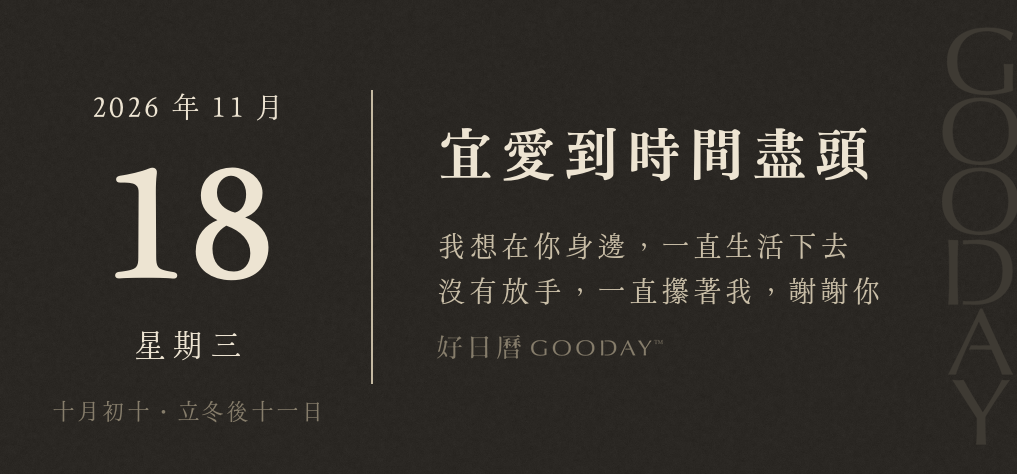 2026 年 11 月
18
星期三
十月初十・立冬後十一日
宜愛到時間盡頭
我想在你身邊，一直生活下去
沒有放手，一直攥著我，謝謝你
好日曆 GOODAY™
GOODAY